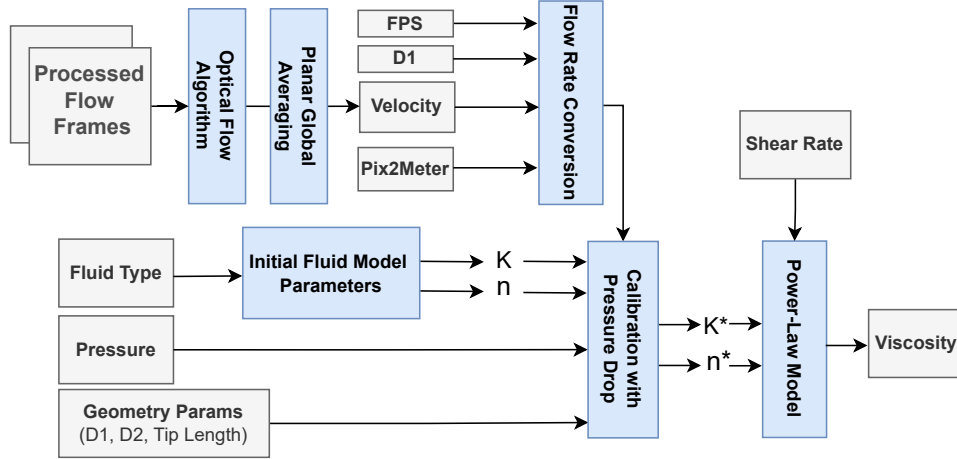 Processed
Flow
Frames
Optical Flow
Algorithm
Planar Global
Averaging
FPS
D1
Velocity
Pix2Meter
Flow Rate Conversion
Shear Rate
Fluid Type
Initial Fluid Model
Parameters
K
n
Pressure
Geometry Params
(D1, D2, Tip Length)
Calibration with
Pressure Drop
K*
n*
Power-Law Model
Viscosity